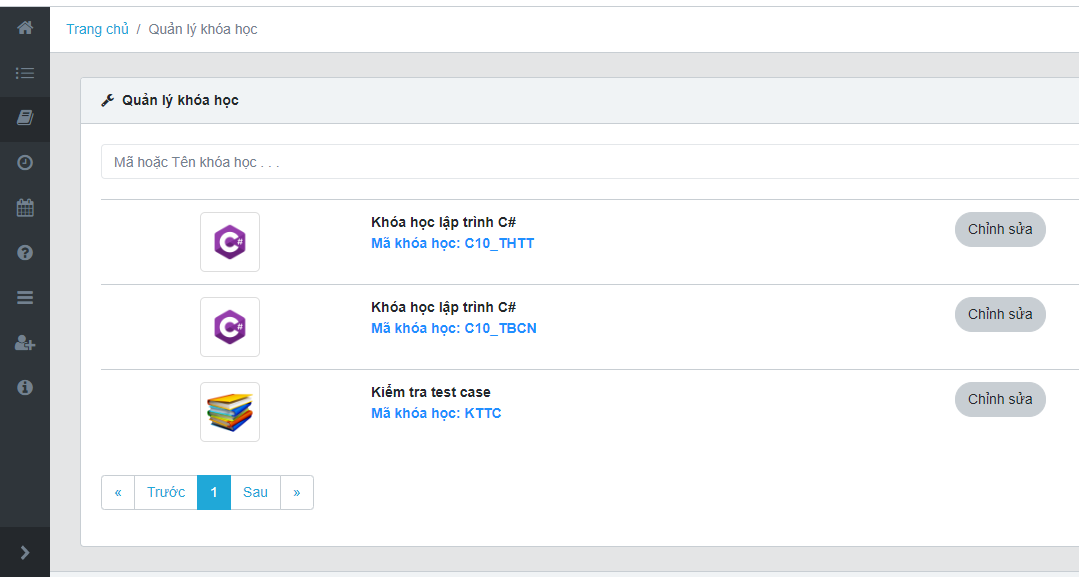 Trang chủ / Quản lý khóa học
Quản lý khóa học
Mã hoặc Tên khóa học . . .
C#
Khóa học lập trình C#
Mã khóa học: C10_THTT
Chỉnh sửa
C#
Khóa học lập trình C#
Mã khóa học: C10_TBCN
Chỉnh sửa
Kiểm tra test case
Mã khóa học: KTTC
Chỉnh sửa
« Trước 1 Sau »